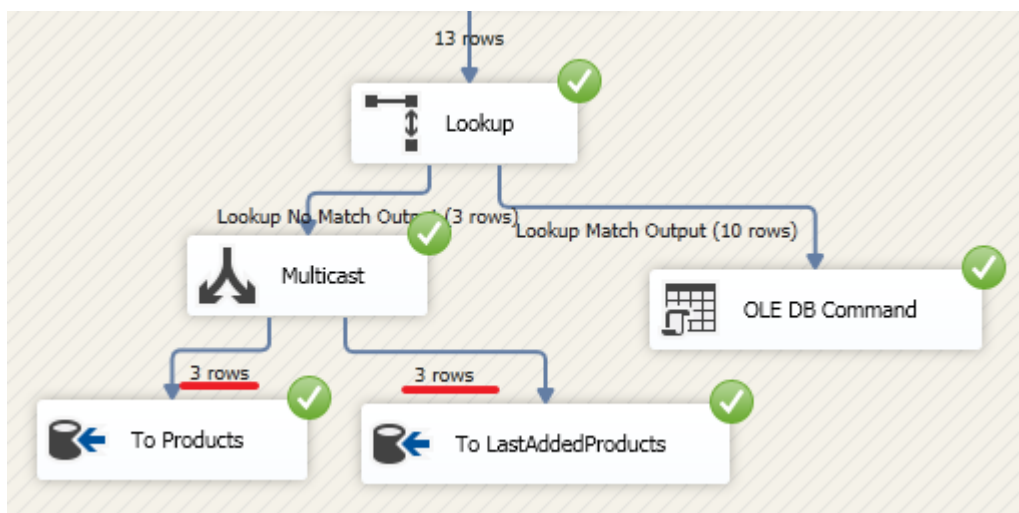 13 rows
Lookup
Lookup No Match Output (3 rows)
Lookup Match Output (10 rows)
Multicast
OLE DB Command
3 rows
3 rows
To Products
To LastAddedProducts